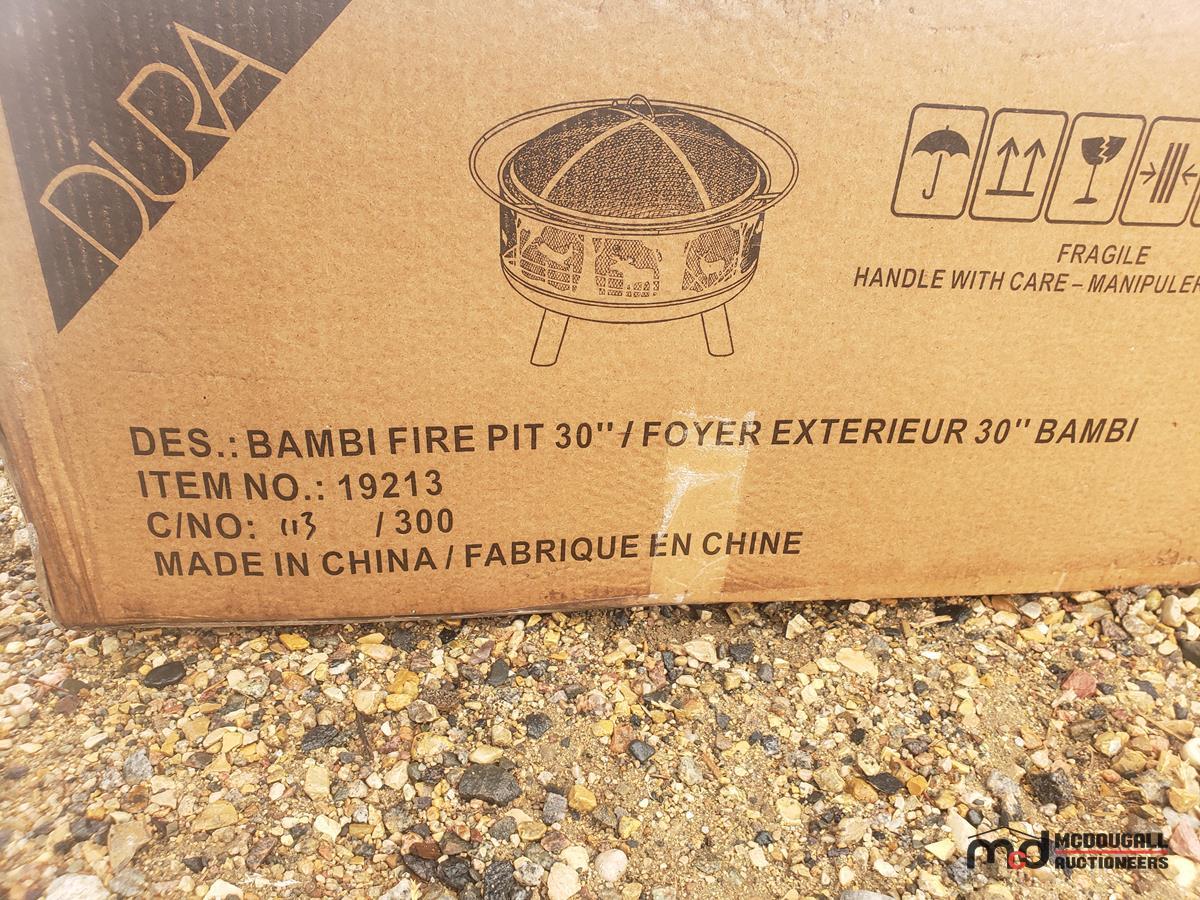 DURA
FRAGILE
HANDLE WITH CARE – MANIPULER
DES.: BAMBI FIRE PIT 30" / FOYER EXTERIEUR 30" BAMBI
ITEM NO.: 19213
C/NO: 113 / 300
MADE IN CHINA / FABRIQUE EN CHINE
mcd MCDOUGALL
AUCTIONEERS